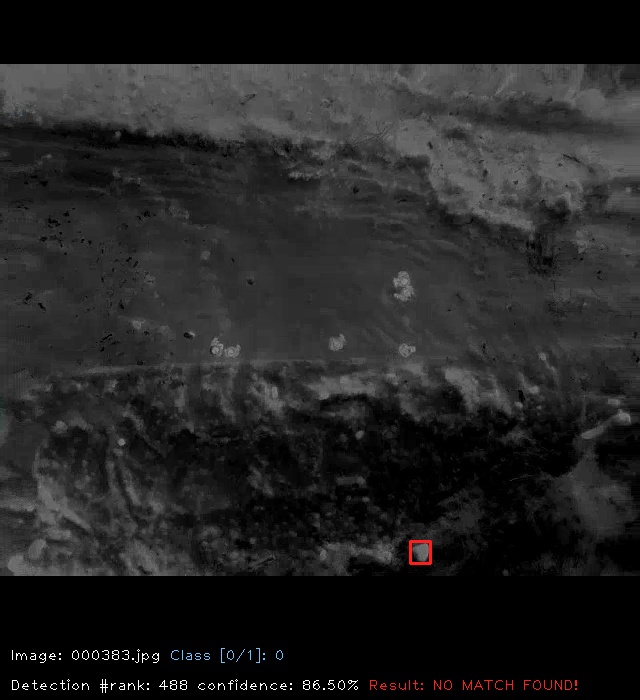 Image: 000383.jpg Class [0/1]: 0
Detection #rank: 488 confidence: 86.50% Result: NO MATCH FOUND!